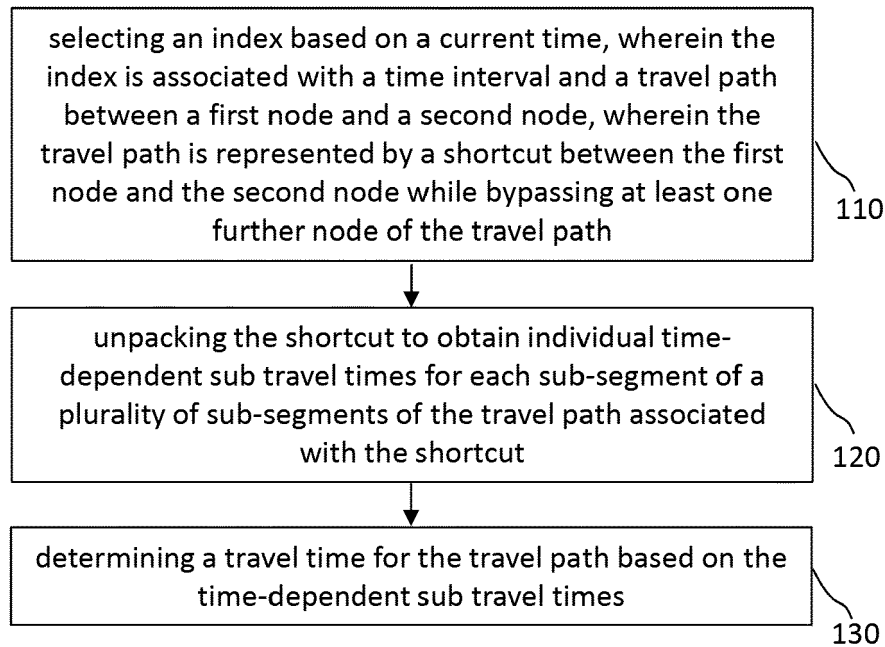 selecting an index based on a current time, wherein the
index is associated with a time interval and a travel path
between a first node and a second node, wherein the
travel path is represented by a shortcut between the first
node and the second node while bypassing at least one
further node of the travel path
110
unpacking the shortcut to obtain individual time-
dependent sub travel times for each sub-segment of a
plurality of sub-segments of the travel path associated
with the shortcut
120
determining a travel time for the travel path based on the
time-dependent sub travel times
130